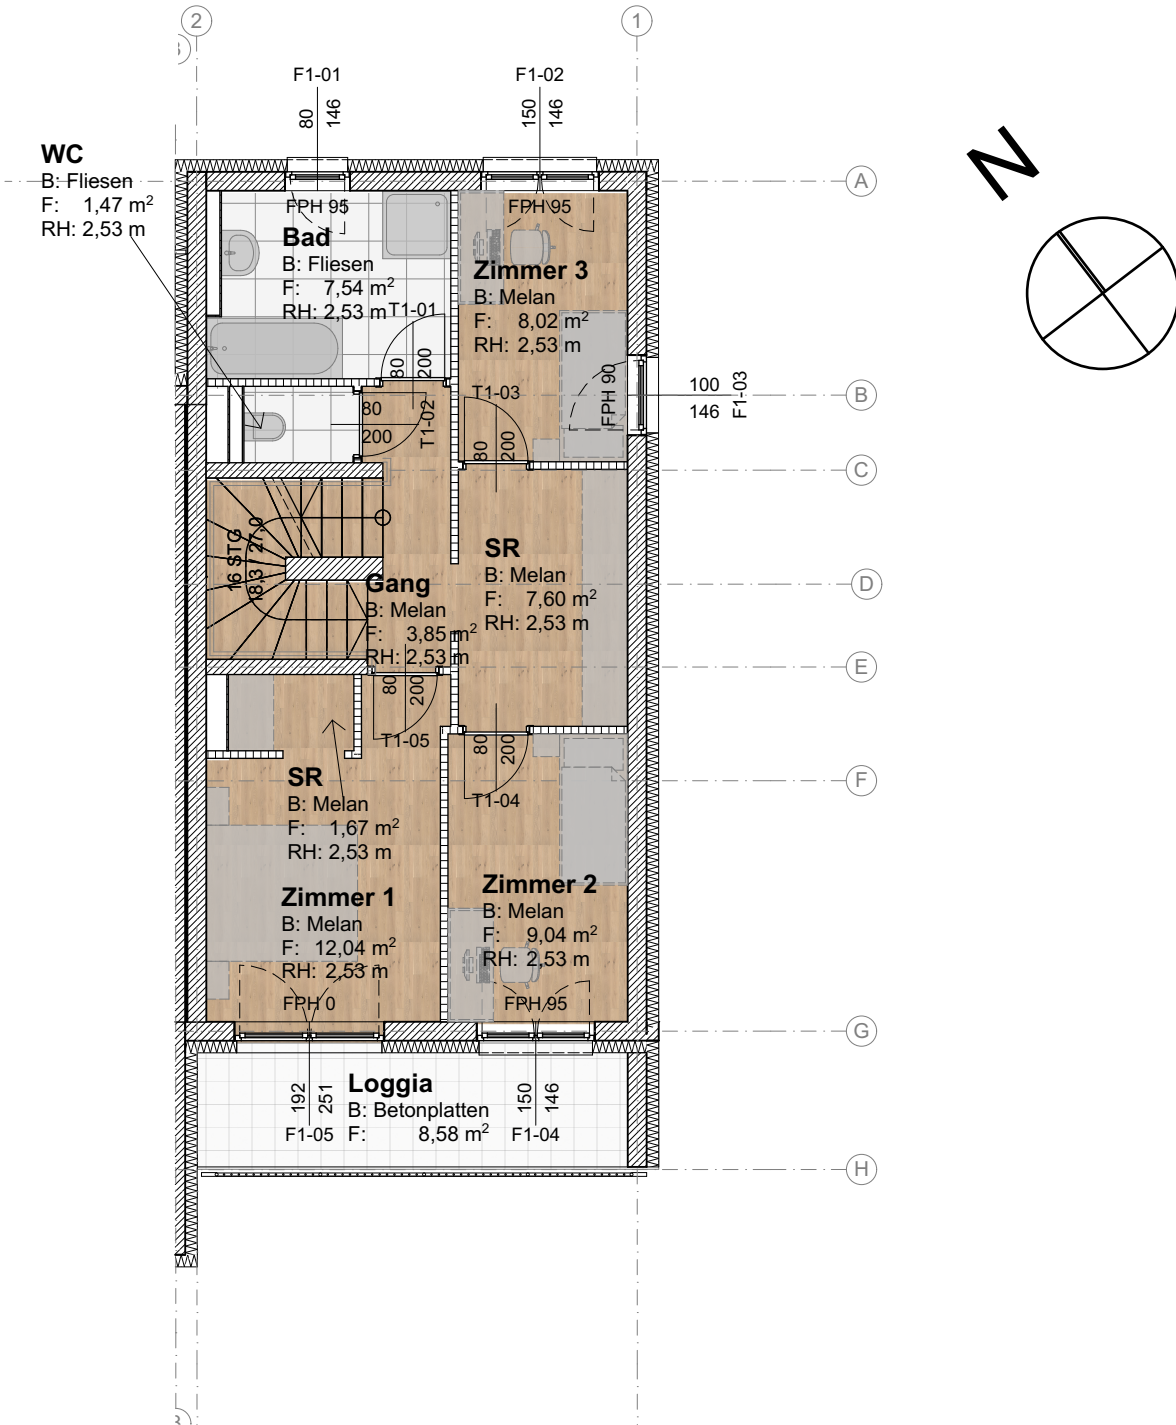 2
1
F1-01
80
146
F1-02
150
146
N
WC
B: Fliesen
F: 1,47 m²
RH: 2,53 m
A
FPH 95
Bad
B: Fliesen
F: 7,54 m²
RH: 2,53 m
T1-01
80
200
FPH 95
Zimmer 3
B: Melan
F: 8,02 m²
RH: 2,53 m
FPH 90
100
146
F1-03
B
80
200
T1-02
T1-03
80
200
C
16 STG
18,3 / 27,0
Gang
B: Melan
F: 3,85 m²
RH: 2,53 m
SR
B: Melan
F: 7,60 m²
RH: 2,53 m
D
E
80
200
T1-05
80
200
T1-04
F
SR
B: Melan
F: 1,67 m²
RH: 2,53 m
Zimmer 1
B: Melan
F: 12,04 m²
RH: 2,53 m
FPH 0
Zimmer 2
B: Melan
F: 9,04 m²
RH: 2,53 m
FPH 95
G
192
251
F1-05
Loggia
B: Betonplatten
F: 8,58 m²
150
146
F1-04
H